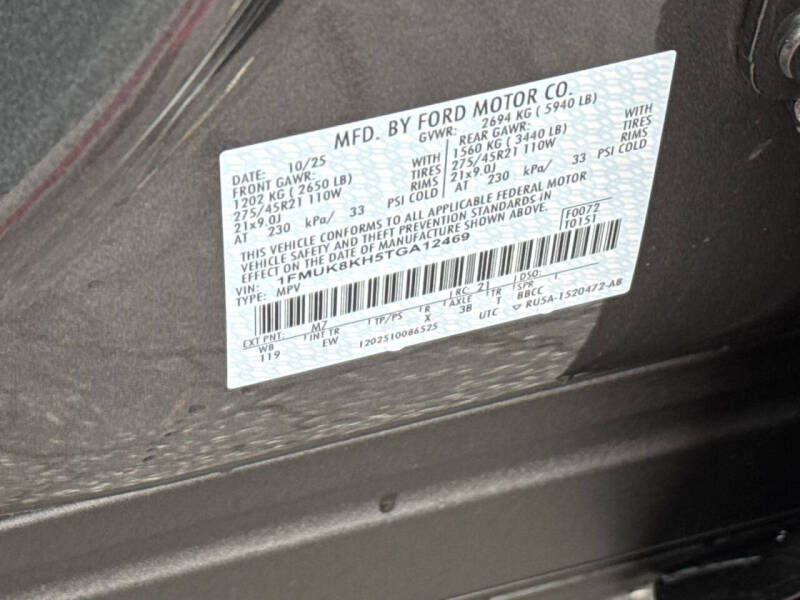 MFD. BY FORD MOTOR CO.
DATE: 10/25 GVWR: 2694 KG ( 5940 LB)
FRONT GAWR: WITH REAR GAWR: WITH
1202 KG ( 2650 LB) TIRES 1560 KG ( 3440 LB) TIRES
275/45R21 110W RIMS 275/45R21 110W RIMS
21x9.0J 21x9.0J
AT 230 kPa/ 33 PSI COLD AT 230 kPa/ 33 PSI COLD
THIS VEHICLE CONFORMS TO ALL APPLICABLE FEDERAL MOTOR
VEHICLE SAFETY AND THEFT PREVENTION STANDARDS IN
EFFECT ON THE DATE OF MANUFACTURE SHOWN ABOVE.
F0072
T0151
VIN: 1FMUK8KH5TGA12469
TYPE: MPV
EXT PNT: M7 LRC: 21 DSO:
WB INT TR TP/PS R AXLE TR SPR
119 EW X 3B T BBCC
1202510086525 UTC ▽ RU5A-1520472-AB